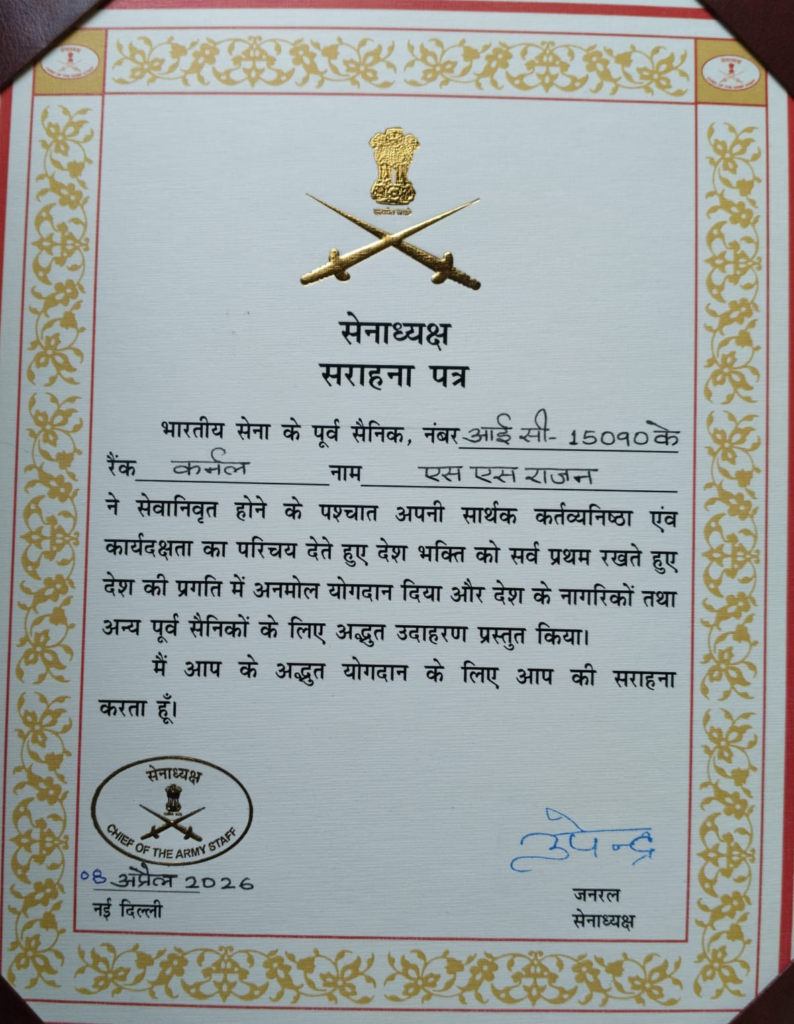 सेनाध्यक्ष
सराहना पत्र
भारतीय सेना के पूर्व सैनिक, नंबर आई सी- 15090 के
रैंक कर्नल नाम एस एस राजन
ने सेवानिवृत होने के पश्चात अपनी सार्थक कर्तव्यनिष्ठा एंव
कार्यदक्षता का परिचय देते हुए देश भक्ति को सर्व प्रथम रखते हुए
देश की प्रगति में अनमोल योगदान दिया और देश के नागरिकों तथा
अन्य पूर्व सैनिकों के लिए अद्भुत उदाहरण प्रस्तुत किया।
मैं आप के अद्भुत योगदान के लिए आप की सराहना
करता हूँ।
सेनाध्यक्ष
CHIEF OF THE ARMY STAFF
08 अप्रैल 2026
नई दिल्ली
उपेन्द्र
जनरल
सेनाध्यक्ष